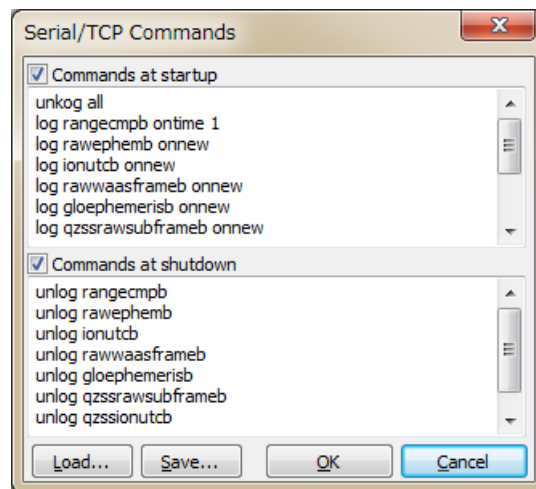 Serial/TCP Commands
Commands at startup
unkog all
log rangecmpb ontime 1
log rawephemb onnew
log ionutcb onnew
log rawwaasframeb onnew
log gloephemerisb onnew
log qzssrawsubframeb onnew
Commands at shutdown
unlog rangecmpb
unlog rawephemb
unlog ionutcb
unlog rawwaasframeb
unlog gloephemerisb
unlog qzssrawsubframeb
unlog qzssionutcb
Load... Save... OK Cancel